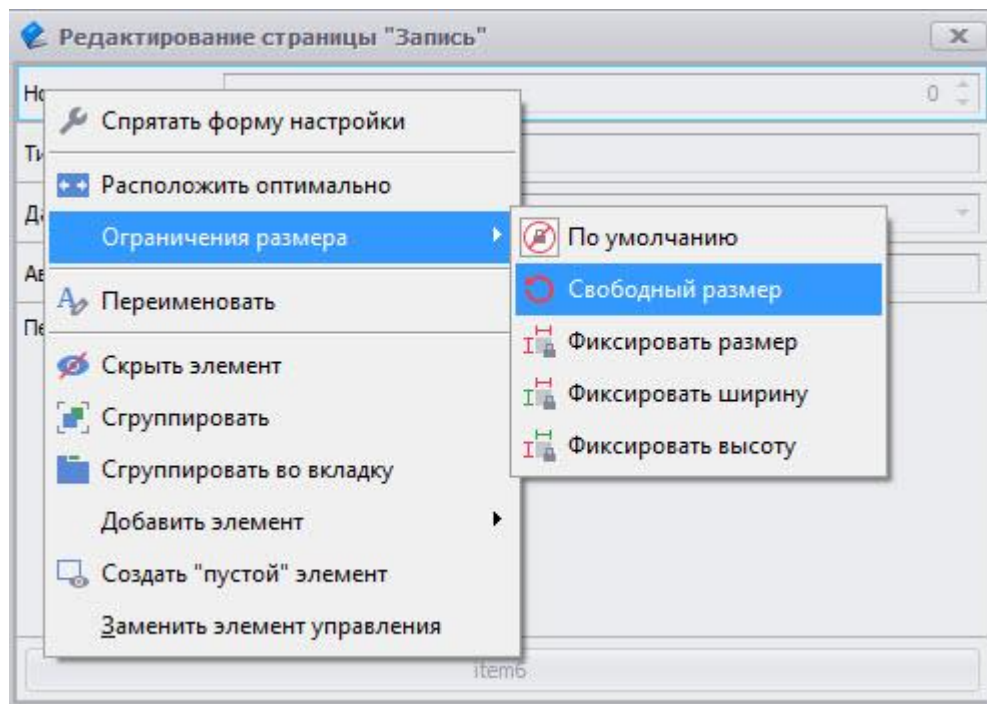 Редактирование страницы "Запись"
0
Спрятать форму настройки
Расположить оптимально
Ограничения размера
По умолчанию
Свободный размер
Фиксировать размер
Фиксировать ширину
Фиксировать высоту
Переименовать
Скрыть элемент
Сгруппировать
Сгруппировать во вкладку
Добавить элемент
Создать "пустой" элемент
Заменить элемент управления
item6